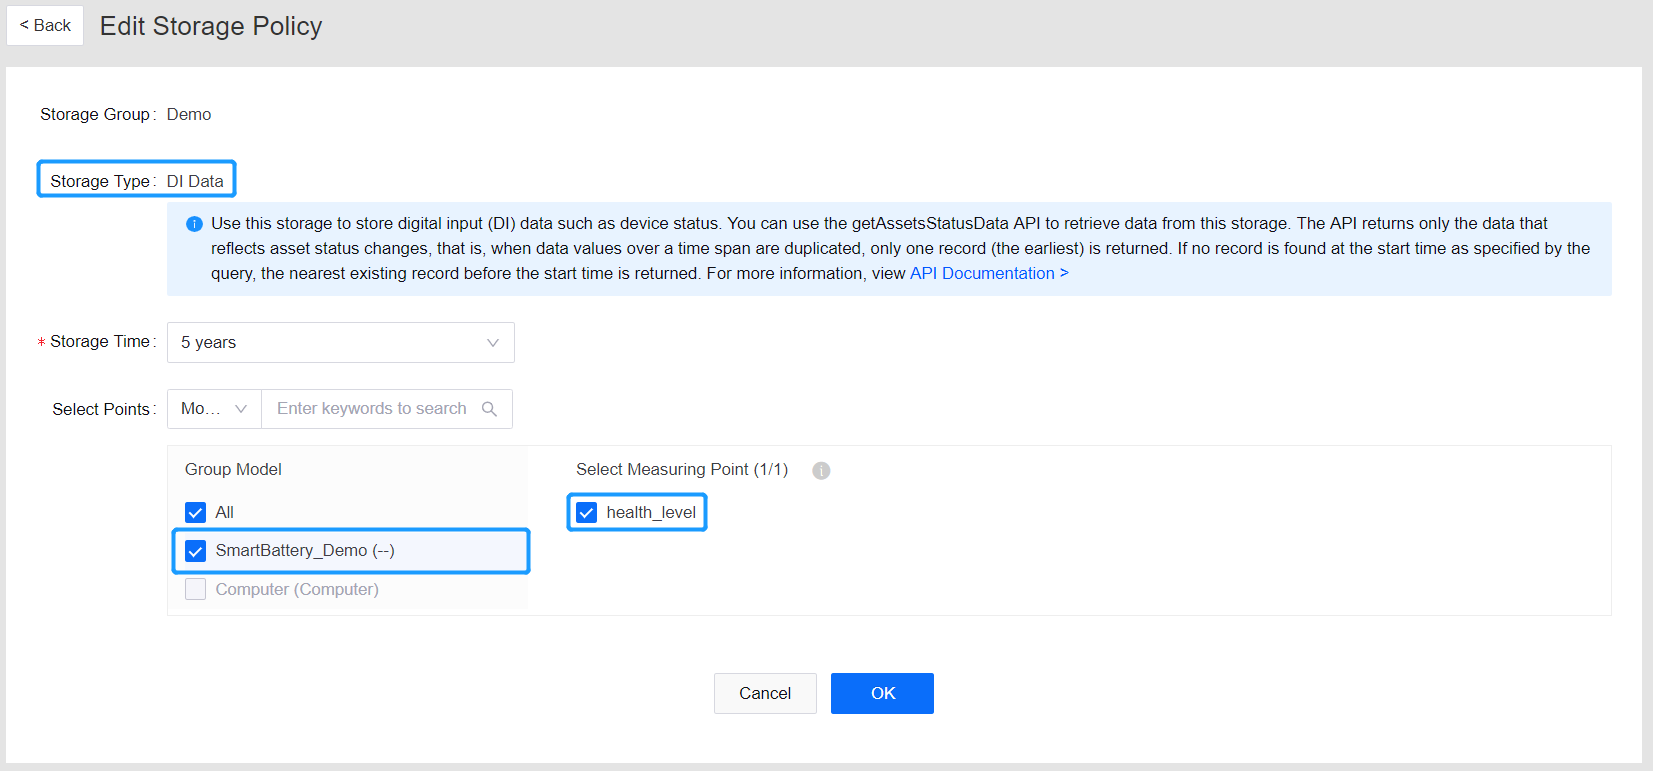 < Back
Edit Storage Policy
Storage Group: Demo
Storage Type: DI Data
Use this storage to store digital input (DI) data such as device status. You can use the getAssetsStatusData API to retrieve data from this storage. The API returns only the data that
reflects asset status changes, that is, when data values over a time span are duplicated, only one record (the earliest) is returned. If no record is found at the start time as specified by the
query, the nearest existing record before the start time is returned. For more information, view API Documentation >
* Storage Time: 5 years
Select Points: Mo... Enter keywords to search
Group Model
Select Measuring Point (1/1)
All
health_level
SmartBattery_Demo (--)
Computer (Computer)
Cancel
OK